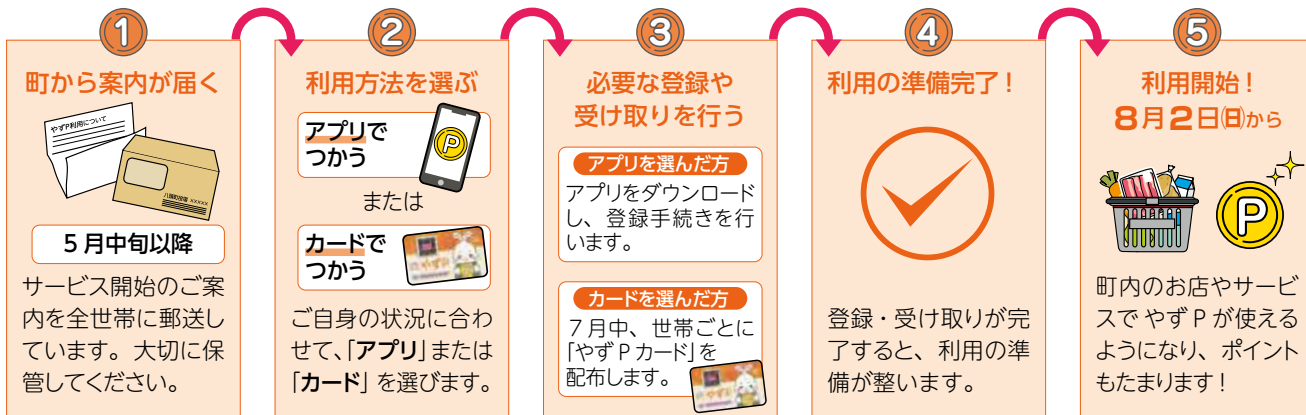 1
町から案内が届く
やずP利用について
5月中旬以降
サービス開始のご案
内を全世帯に郵送し
ています。大切に保
管してください。
2
利用方法を選ぶ
アプリで
つかう
P
または
カードで
つかう
ご自身の状況に合わ
せて、「アプリ」または
「カード」を選びます。
3
必要な登録や
受け取りを行う
アプリを選んだ方
アプリをダウンロード
し、登録手続きを行
います。
カードを選んだ方
7月中、世帯ごとに
「やずPカード」を
配布します。
4
利用の準備完了！
登録・受け取りが完
了すると、利用の準
備が整います。
5
利用開始！
8月2日(日)から
P
町内のお店やサービ
スで やずPが使える
ようになり、ポイント
もたまります！